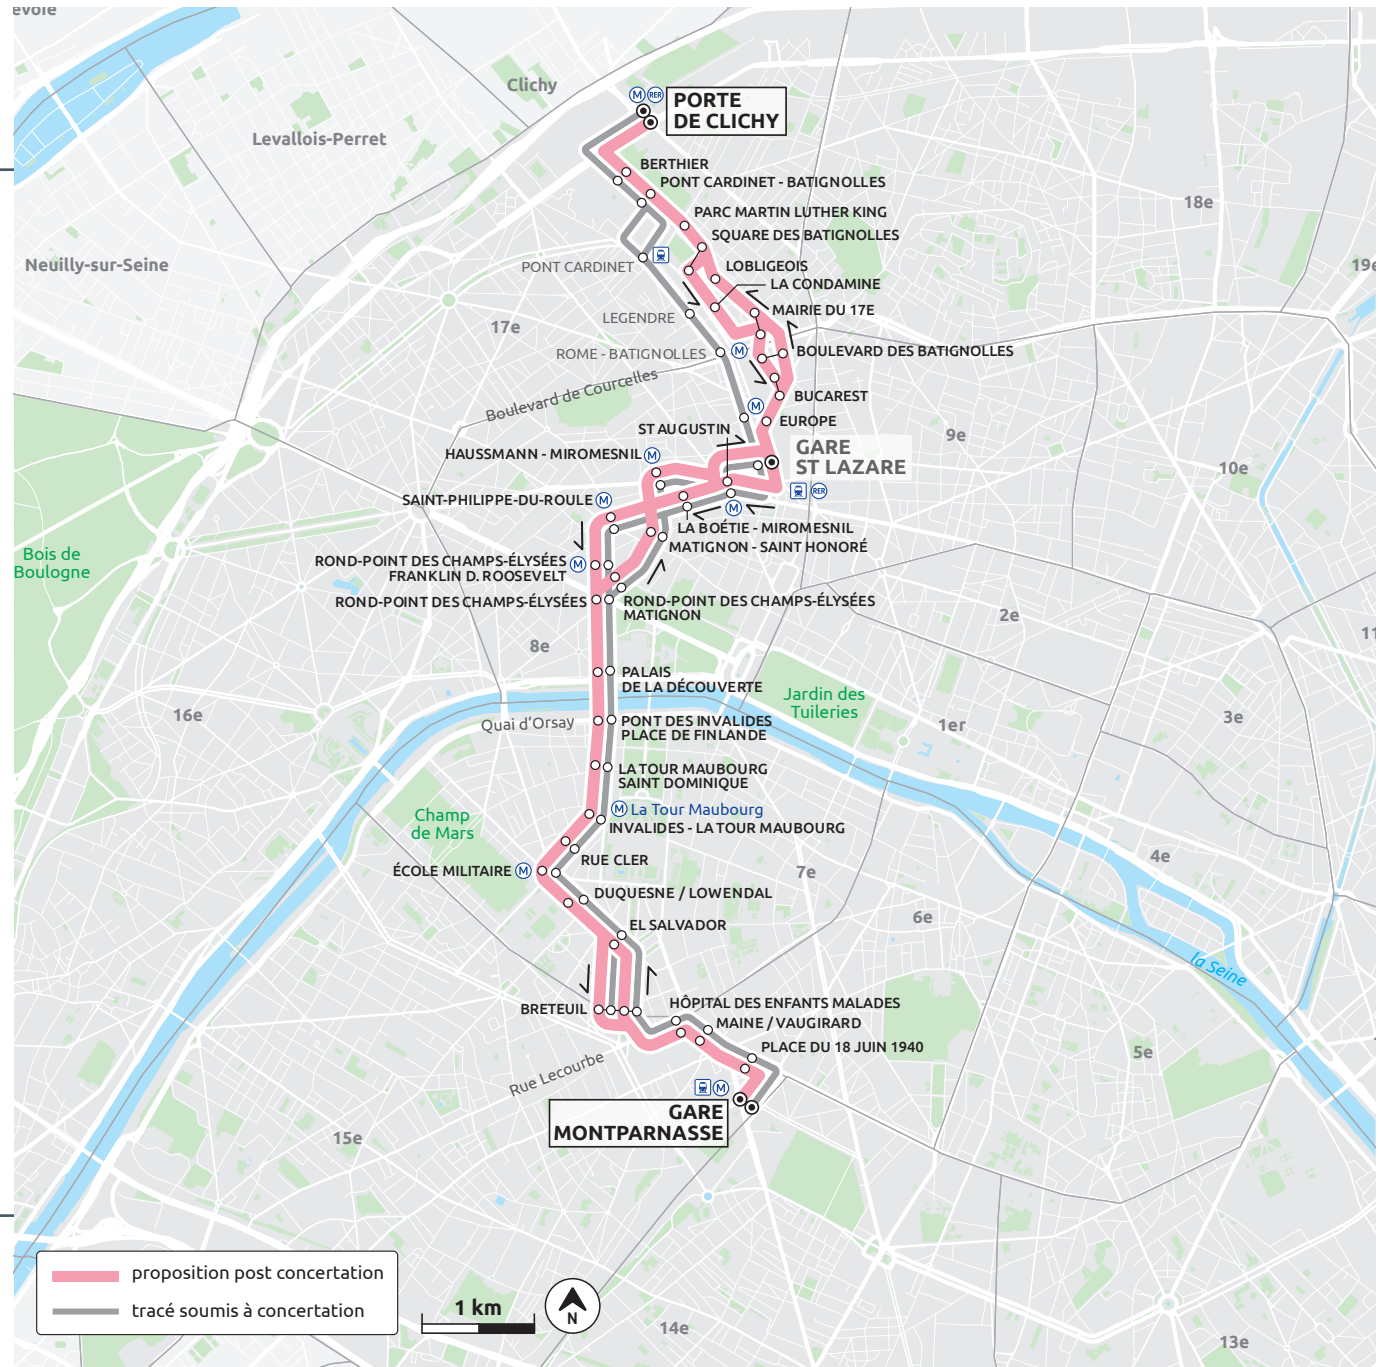 Clichy
M RER
PORTE
DE CLICHY
Levallois-Perret
BERTHIER
PONT CARDINET - BATIGNOLLES
18e
PARC MARTIN LUTHER KING
SQUARE DES BATIGNOLLES
Neuilly-sur-Seine
PONT CARDINET
LOBLIGEOIS
19e
LA CONDAMINE
MAIRIE DU 17E
LEGENDRE
17e
ROME - BATIGNOLLES
M
BOULEVARD DES BATIGNOLLES
Boulevard de Courcelles
BUCAREST
M
EUROPE
ST AUGUSTIN
9e
HAUSSMANN - MIROMESNIL M
GARE
ST LAZARE
10e
SAINT-PHILIPPE-DU-ROULE M
RER
M
LA BOÉTIE - MIROMESNIL
MATIGNON - SAINT HONORÉ
Bois de
Boulogne
ROND-POINT DES CHAMPS-ÉLYSÉES
FRANKLIN D. ROOSEVELT
M
ROND-POINT DES CHAMPS-ÉLYSÉES
ROND-POINT DES CHAMPS-ÉLYSÉES
MATIGNON
2e
11
8e
PALAIS
DE LA DÉCOUVERTE
Jardin des
Tuileries
16e
Quai d'Orsay
PONT DES INVALIDES
PLACE DE FINLANDE
1er
3e
LA TOUR MAUBOURG
SAINT DOMINIQUE
M La Tour Maubourg
Champ
de Mars
INVALIDES - LA TOUR MAUBOURG
RUE CLER
4e
ÉCOLE MILITAIRE M
7e
DUQUESNE / LOWENDAL
6e
EL SALVADOR
la Seine
BRETEUIL
HÔPITAL DES ENFANTS MALADES
MAINE / VAUGIRARD
PLACE DU 18 JUIN 1940
5e
Rue Lecourbe
M
GARE
MONTPARNASSE
15e
proposition post concertation
tracé soumis à concertation
1 km
N
14e
13e